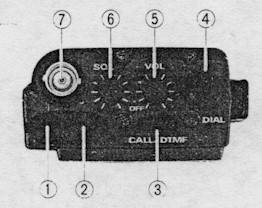 ⑦ ⑥ ⑤ ④
SQL VOL
OFF
DIAL
CALL/DTMF
① ② ③